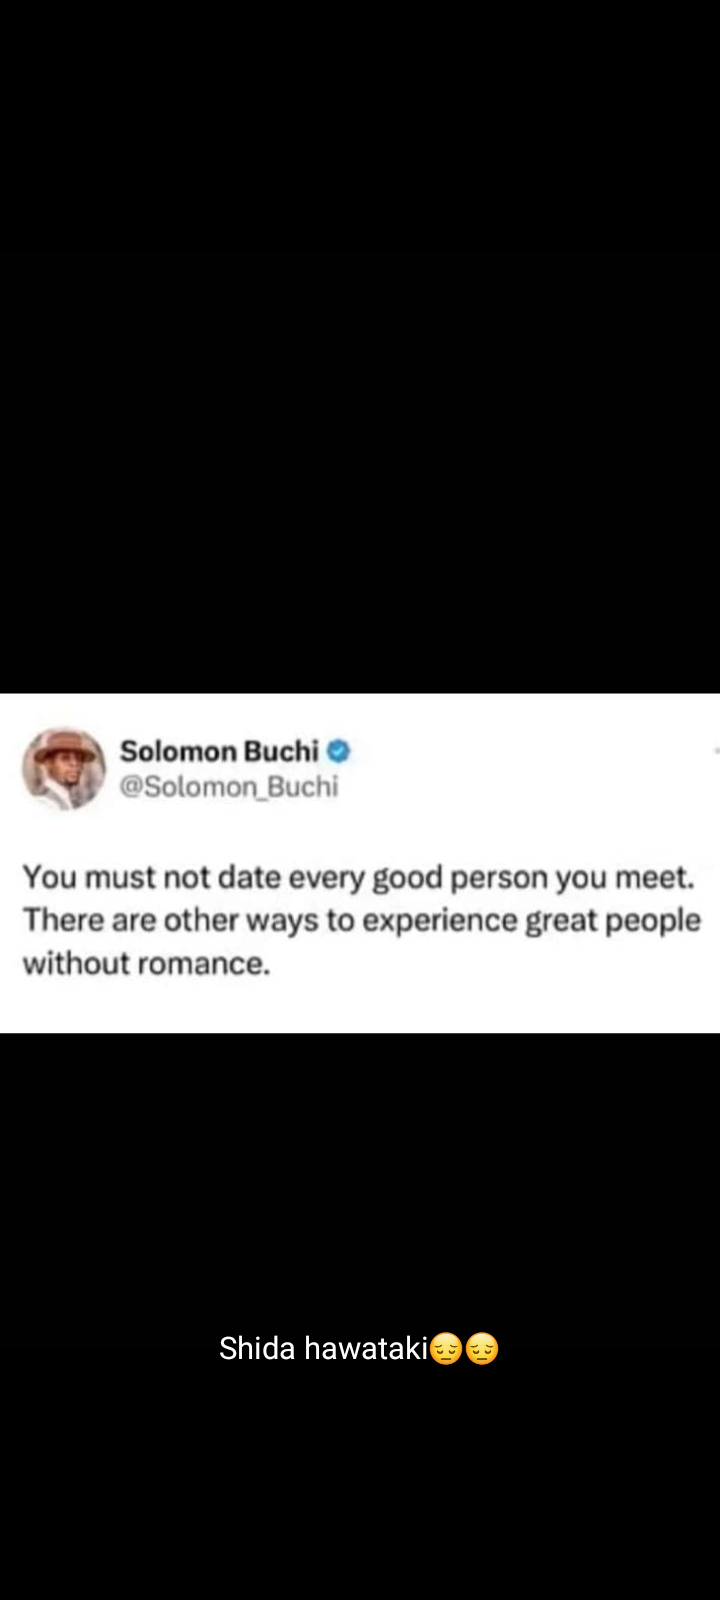 Solomon Buchi
@Solomon_Buchi
You must not date every good person you meet.
There are other ways to experience great people
without romance.
Shida hawataki😔😔